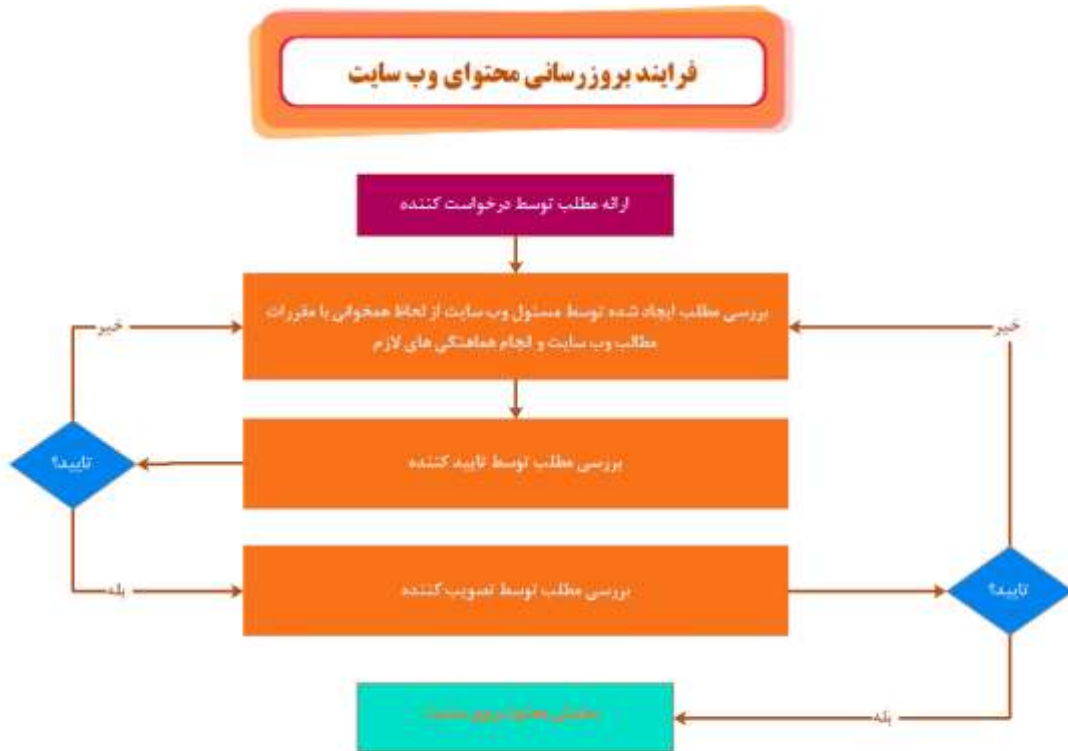 فرایند بروزرسانی محتوای وب سایت
ارائه مطلب توسط درخواست کننده
بررسی مطلب ایجاد شده توسط مسئول وب سایت از لحاظ همخوانی با مقررات
مطالب وب سایت و انجام هماهنگی های لازم
خیر
خیر
بررسی مطلب توسط تایید کننده
تایید؟
بررسی مطلب توسط تصویب کننده
بله
تایید؟
بله